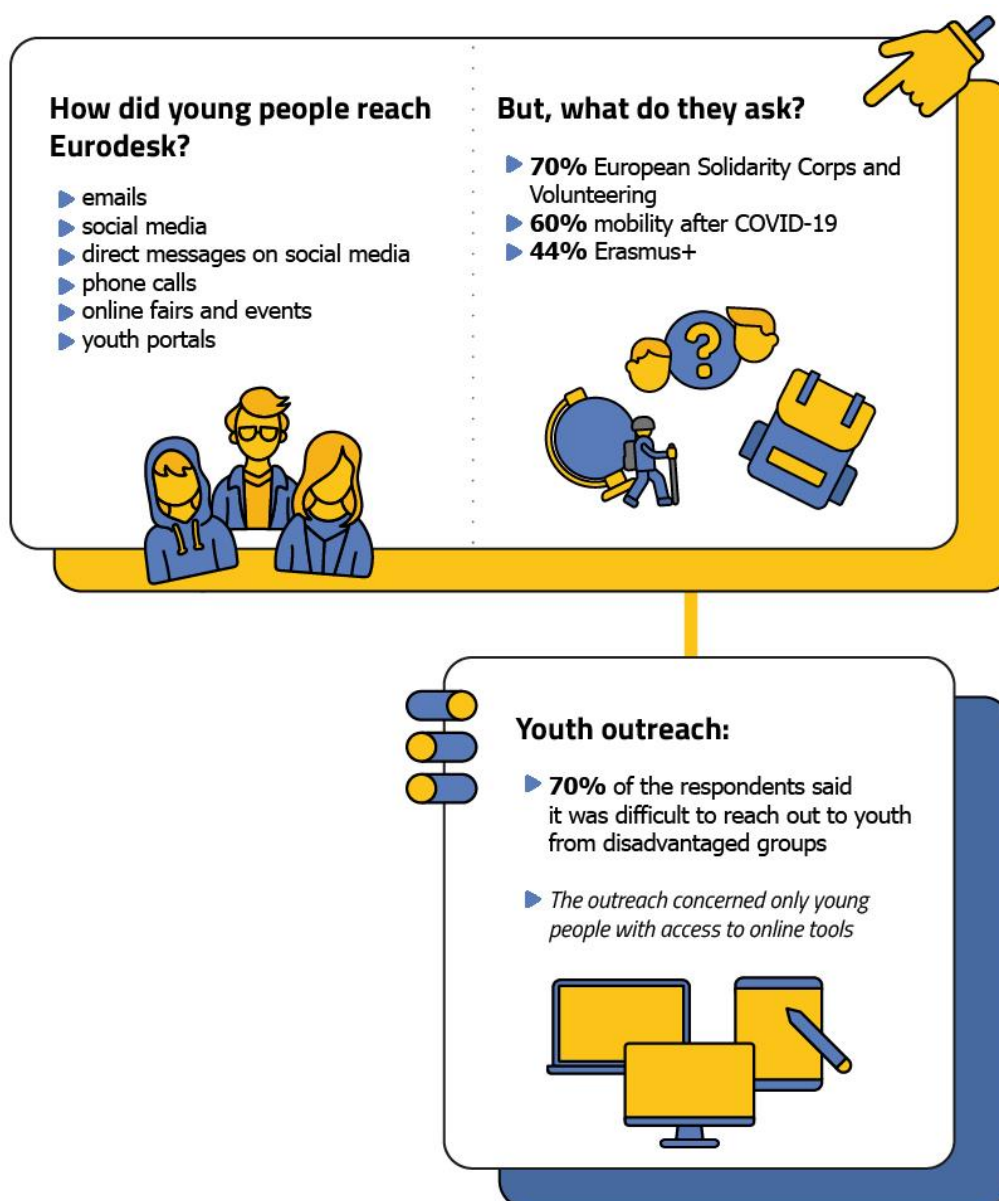 How did young people reach
Eurodesk?
emails
social media
direct messages on social media
phone calls
online fairs and events
youth portals
But, what do they ask?
70% European Solidarity Corps and
Volunteering
60% mobility after COVID-19
44% Erasmus+
?
Youth outreach:
70% of the respondents said
it was difficult to reach out to youth
from disadvantaged groups
The outreach concerned only young
people with access to online tools